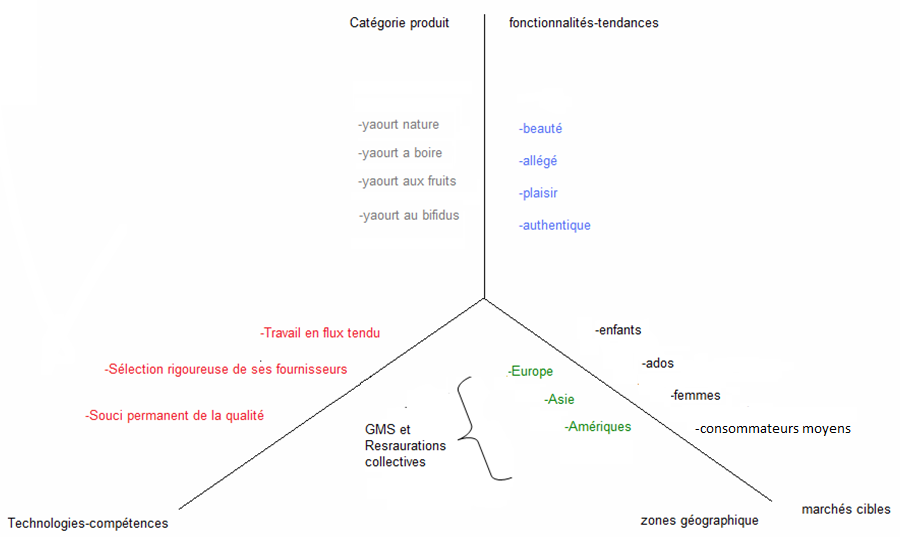 Catégorie produit
fonctionnalités-tendances
-yaourt nature
-yaourt a boire
-yaourt aux fruits
-yaourt au bifidus
-beauté
-allégé
-plaisir
-authentique
-Travail en flux tendu
-Sélection rigoureuse de ses fournisseurs
-Souci permanent de la qualité
-enfants
-ados
-femmes
-consommateurs moyens
-Europe
-Asie
-Amériques
GMS et
Resraurations
collectives
Technologies-compétences
zones géographique
marchés cibles